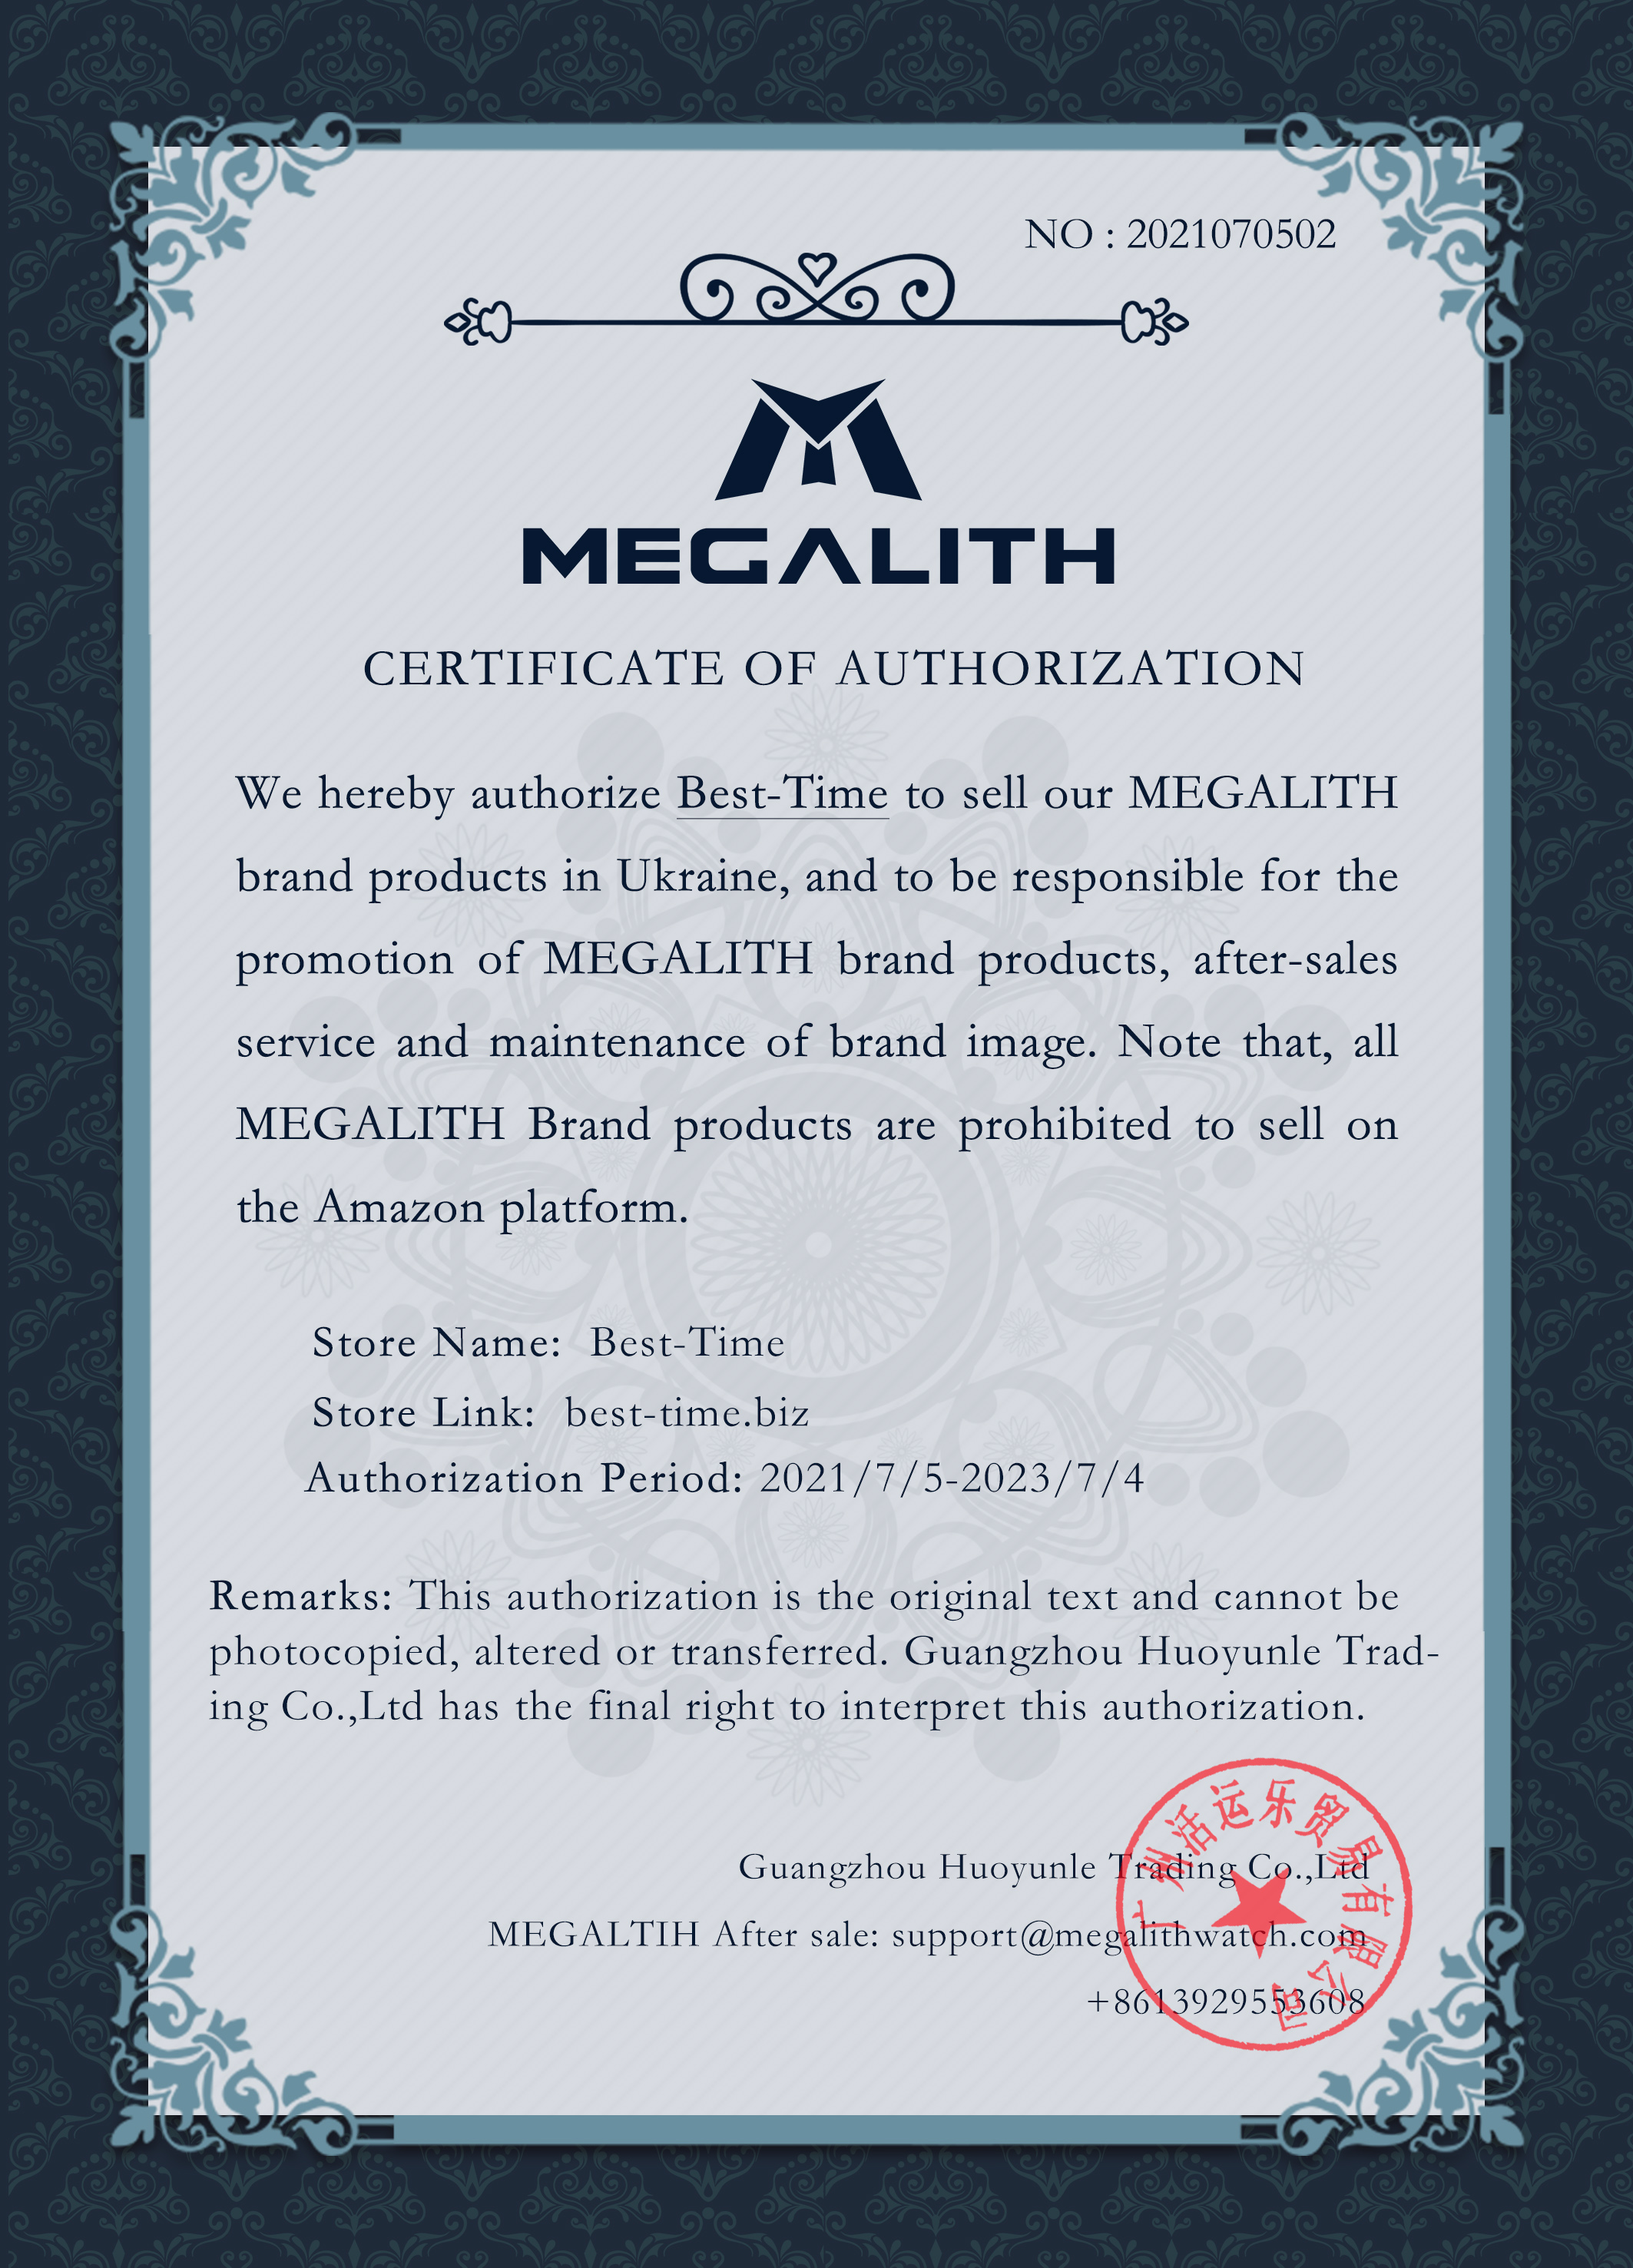 NO : 2021070502
MEGALITH
CERTIFICATE OF AUTHORIZATION
We hereby authorize Best-Time to sell our MEGALITH
brand products in Ukraine, and to be responsible for the
promotion of MEGALITH brand products, after-sales
service and maintenance of brand image. Note that, all
MEGALITH Brand products are prohibited to sell on
the Amazon platform.
Store Name: Best-Time
Store Link: best-time.biz
Authorization Period: 2021/7/5-2023/7/4
Remarks: This authorization is the original text and cannot be
photocopied, altered or transferred. Guangzhou Huoyunle Trad-
ing Co.,Ltd has the final right to interpret this authorization.
Guangzhou Huoyunle Trading Co.,Ltd
MEGALTIH After sale: support@megalithwatch.com
+8613929553608
广州活运乐贸易有限公司